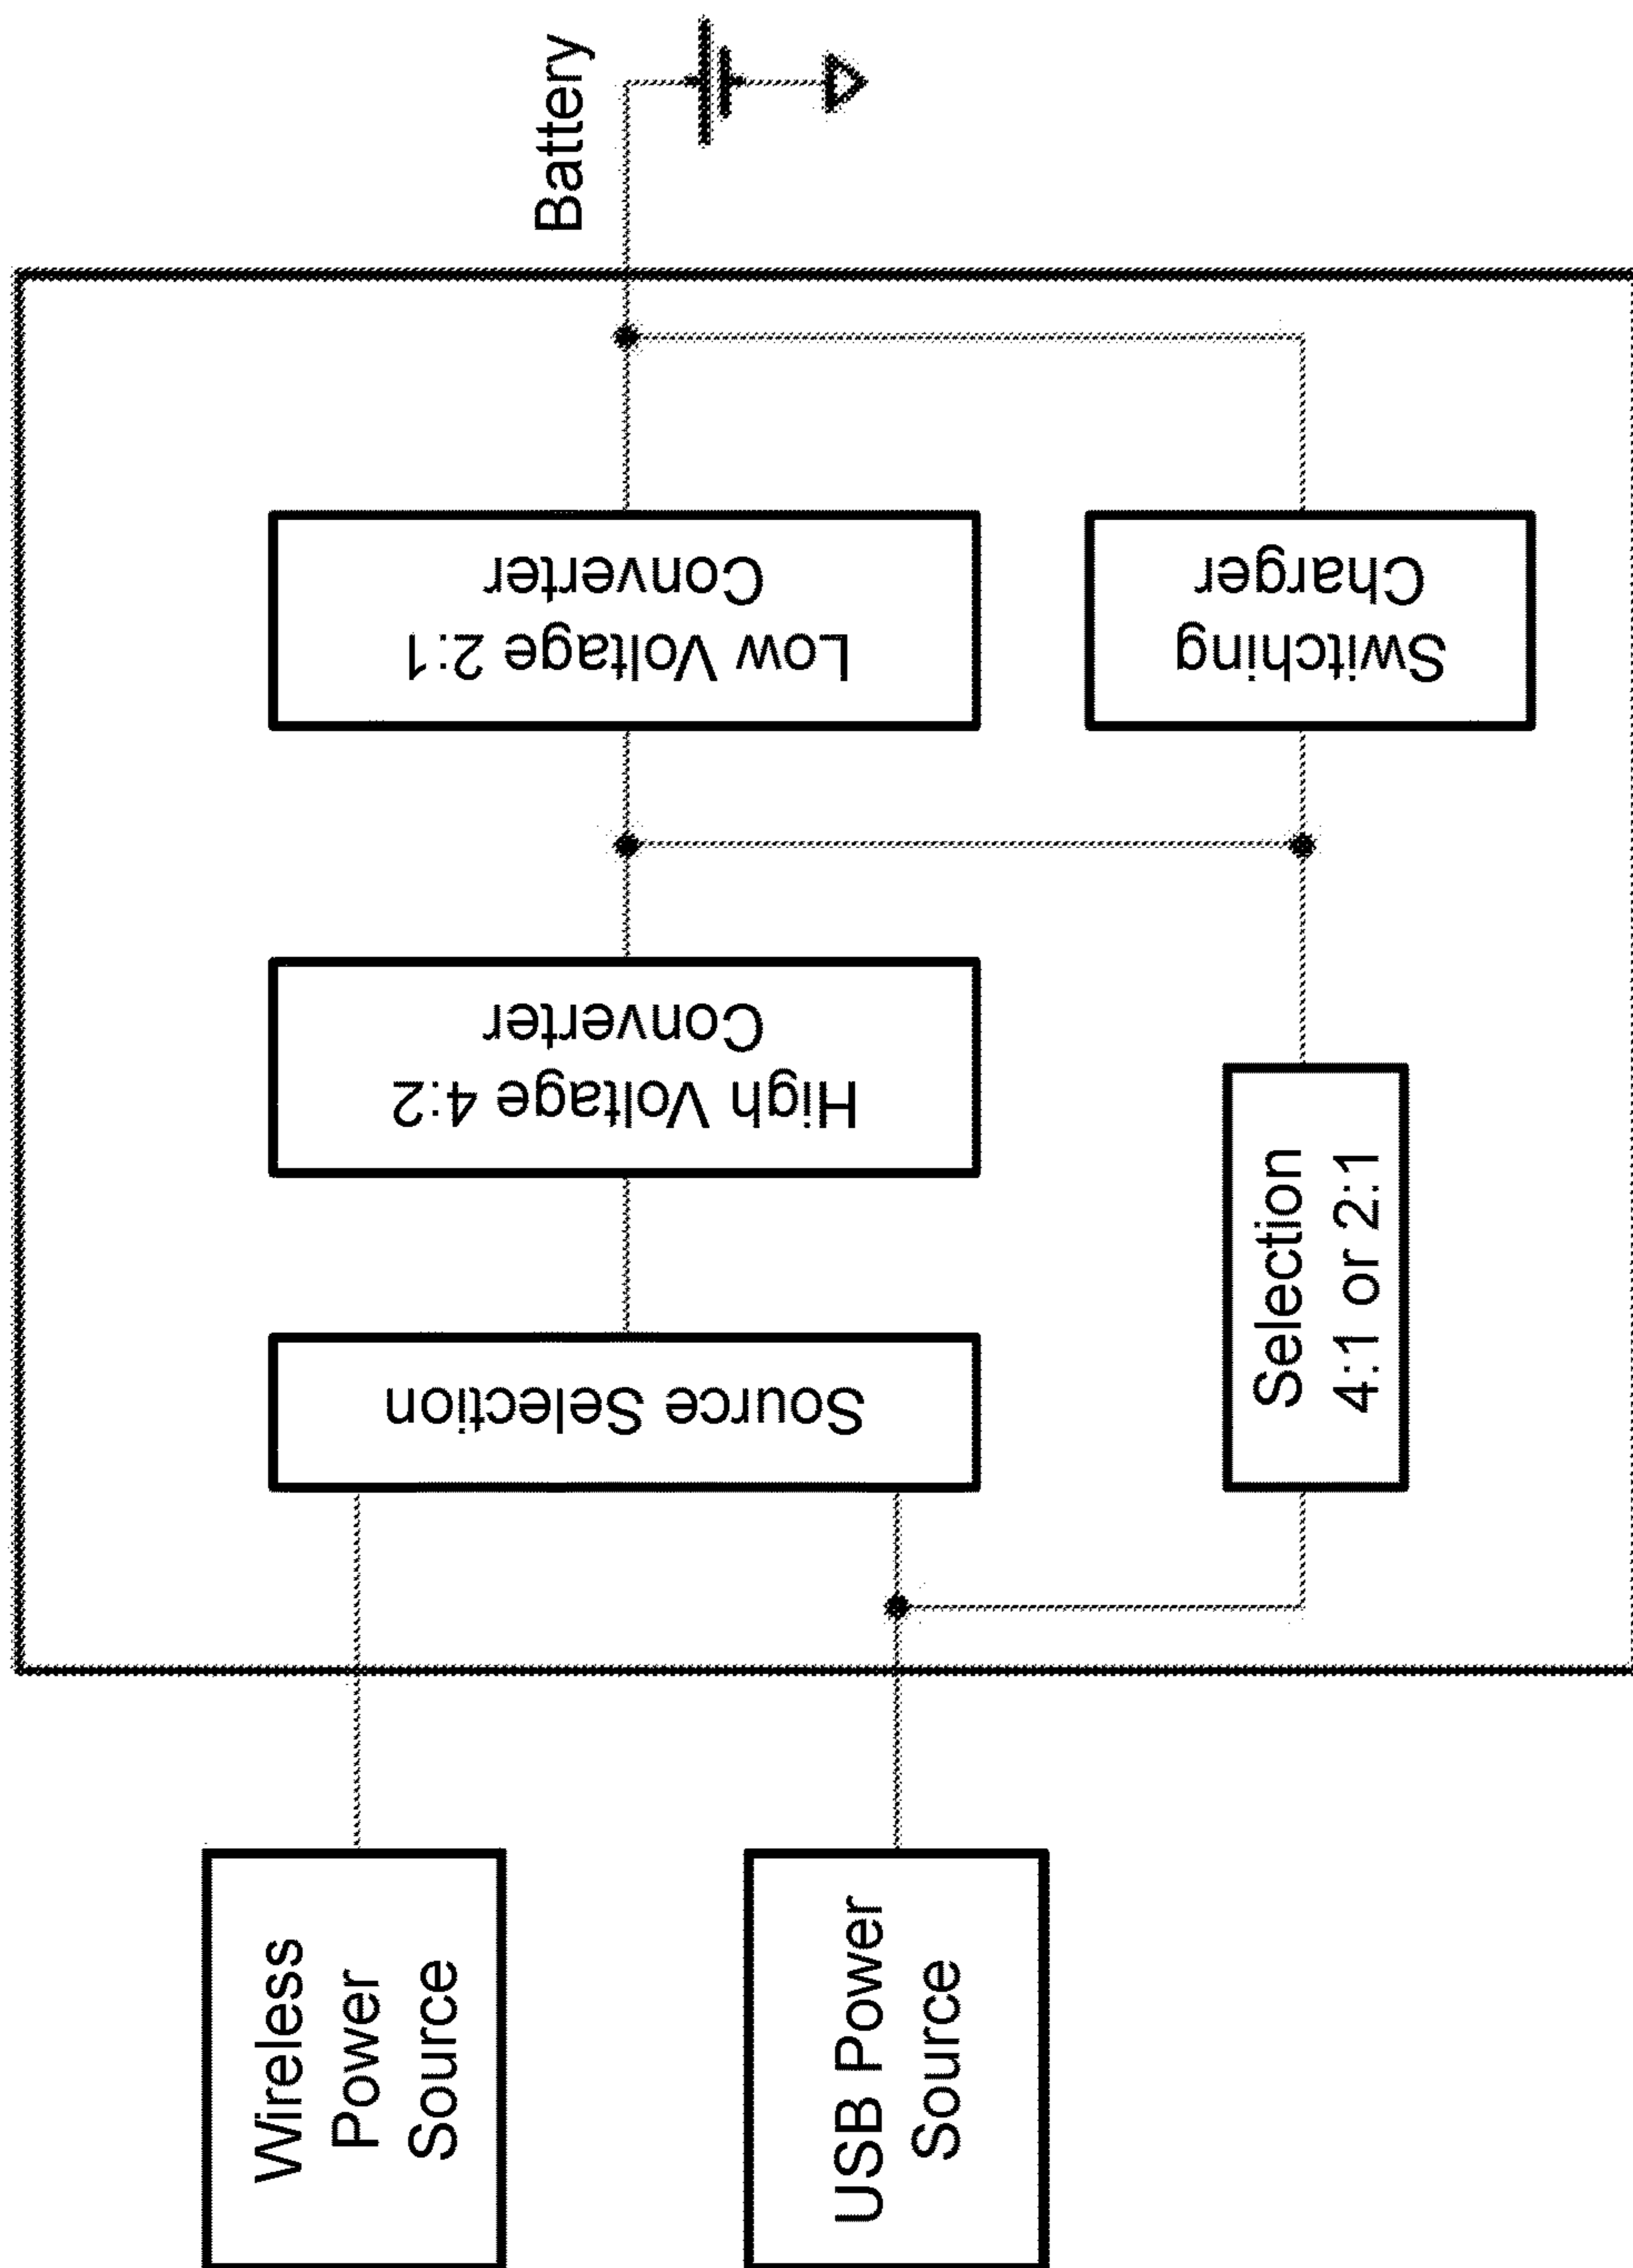 Wireless
Power
Source
USB Power
Source
Source Selection
Selection
4:1 or 2:1
High Voltage 4:2
Converter
Low Voltage 2:1
Converter
Switching
Charger
Battery